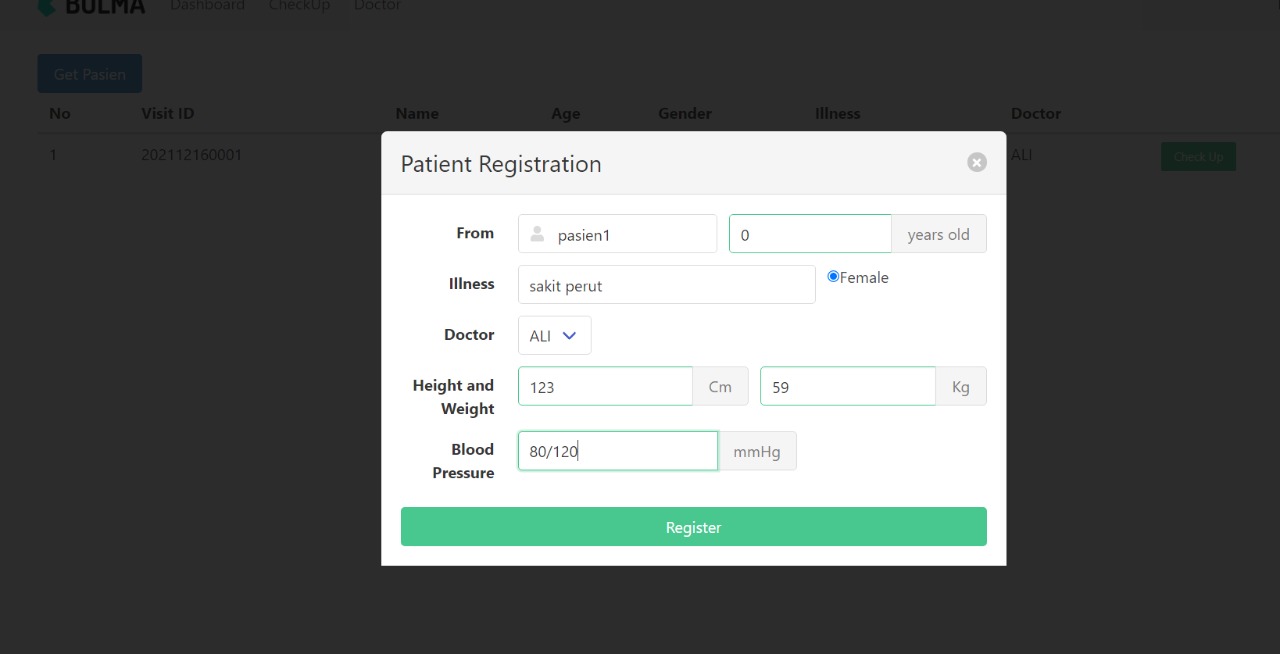 BULMA Dashboard CheckUp Doctor
Get Pasien
No Visit ID Name Age Gender Illness Doctor
1 202112160001 ALI Check Up
Patient Registration
From pasien1 0 years old
Illness sakit perut Female
Doctor ALI
Height and Weight 123 Cm 59 Kg
Blood Pressure 80/120 mmHg
Register